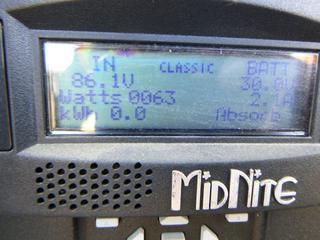 IN CLASSIC BATT
86.1V 30.0V
Watts 0063 2.1A
kWh 0.0 Absorb
MIDNITE